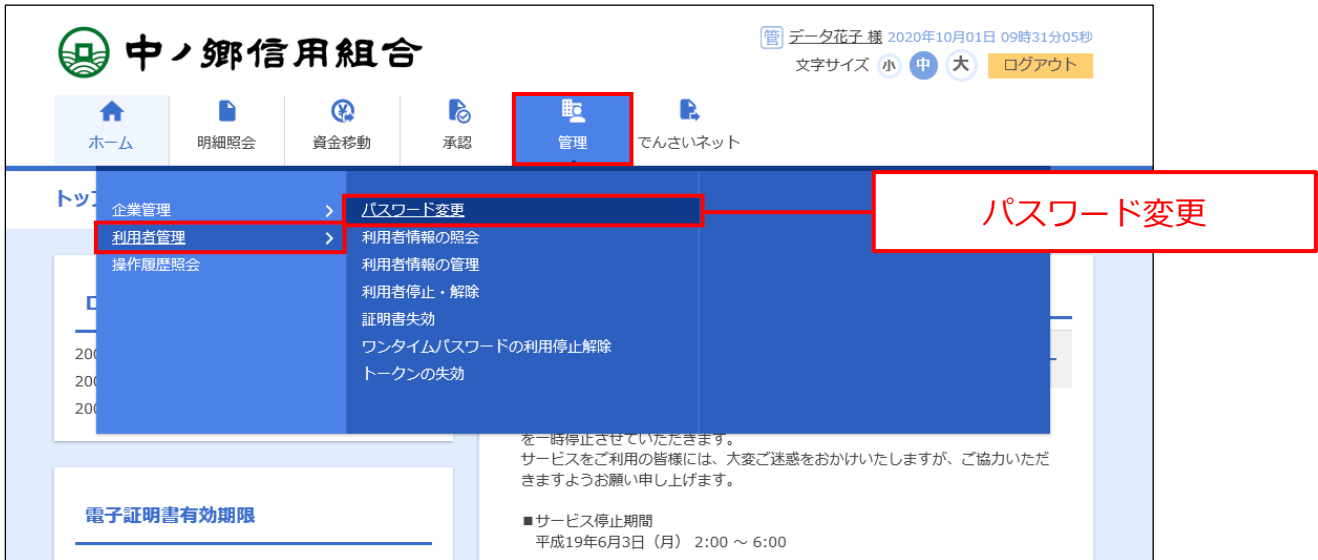 中ノ郷信用組合
管 データ花子 様 2020年10月01日 09時31分05秒
文字サイズ 小 中 大 ログアウト
ホーム 明細照会 資金移動 承認 管理 でんさいネット
トップ
企業管理
利用者管理
操作履歴照会
パスワード変更
利用者情報の照会
利用者情報の管理
利用者停止・解除
証明書失効
ワンタイムパスワードの利用停止解除
トークンの失効
パスワード変更
200
200
200
を一時停止させていただきます。
サービスをご利用の皆様には、大変ご迷惑をおかけいたしますが、ご協力いただ
きますようお願い申し上げます。
■サービス停止期間
平成19年6月3日（月） 2:00 ～ 6:00
電子証明書有効期限